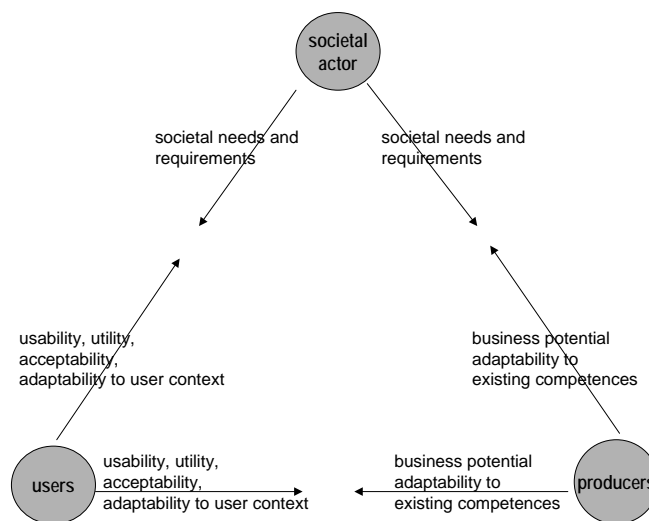 societal
actor
societal needs and
requirements
societal needs and
requirements
usability, utility,
acceptability,
adaptability to user context
business potential
adaptability to
existing competences
users
usability, utility,
acceptability,
adaptability to user context
business potential
adaptability to
existing competences
producers